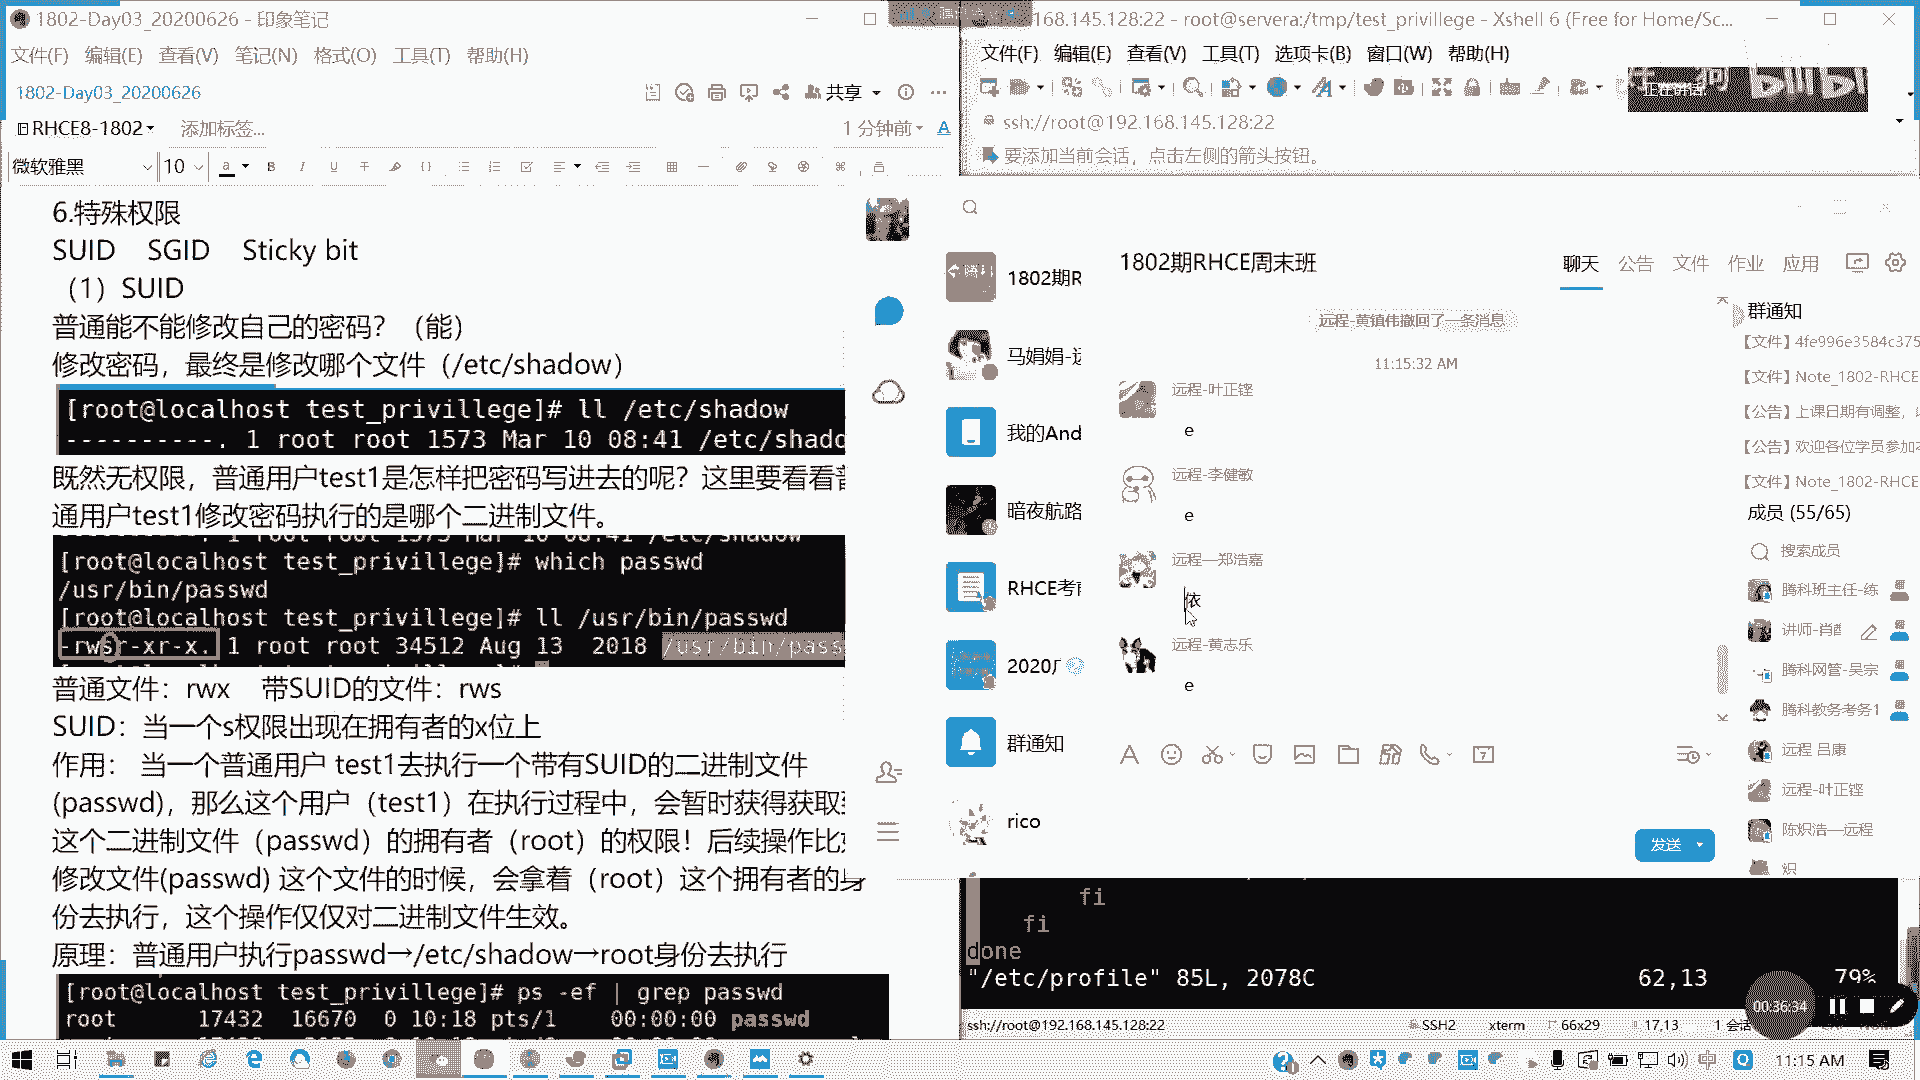 1802-Day03_20200626 - 印象笔记
文件(F) 编辑(E) 查看(V) 笔记(N) 格式(O) 工具(T) 帮助(H)
1802-Day03_20200626
共享
RHCE8-1802
添加标签...
1 分钟前
微软雅黑
10
6.特殊权限
SUID SGID Sticky bit
（1）SUID
普通能不能修改自己的密码？（能）
修改密码，最终是修改哪个文件（/etc/shadow）
[root@localhost test_privillege]# ll /etc/shadow
----------. 1 root root 1573 Mar 10 08:41 /etc/shado
既然无权限，普通用户test1是怎样把密码写进去的呢？这里要看看
通用户test1修改密码执行的是哪个二进制文件。
[root@localhost test_privillege]# which passwd
/usr/bin/passwd
[root@localhost test_privillege]# ll /usr/bin/passwd
-rwsr-xr-x. 1 root root 34512 Aug 13 2018 /usr/bin/pass
普通文件：rwx 带SUID的文件：rws
SUID：当一个s权限出现在拥有者的x位上
作用： 当一个普通用户 test1去执行一个带有SUID的二进制文件
(passwd)，那么这个用户（test1）在执行过程中，会暂时获得获取
这个二进制文件（passwd）的拥有者（root）的权限！后续操作比
修改文件(passwd) 这个文件的时候，会拿着（root）这个拥有者的身
份去执行，这个操作仅仅对二进制文件生效。
原理：普通用户执行passwd→/etc/shadow→root身份去执行
[root@localhost test_privillege]# ps -ef | grep passwd
root 17432 16670 0 10:18 pts/1 00:00:00 passwd
168.145.128:22 - root@servera:/tmp/test_privillege - Xshell 6 (Free for Home/Sc...
文件(F) 编辑(E) 查看(V) 工具(T) 选项卡(B) 窗口(W) 帮助(H)
正在讲话:
ssh://root@192.168.145.128:22
要添加当前会话，点击左侧的箭头按钮。
1802期R
马娟娟-
我的And
暗夜航路
RHCE考
2020
群通知
rico
1802期RHCE周末班
聊天 公告 文件 作业 应用
远程-黄镇伟撤回了一条消息
11:15:32 AM
远程-叶正铿
e
远程-李健敏
e
远程—郑浩嘉
依
远程-黄志乐
e
发送
群通知
【文件】4fe996e3584c375
【文件】Note_1802-RHCE
【公告】上课日期有调整，
【公告】欢迎各位学员参加
【文件】Note_1802-RHCE
成员 (55/65)
搜索成员
腾科班主任-练
讲师-肖
腾科网管-吴宗
腾科教务考务1
远程 吕康
远程-叶正铿
陈炽浩—远程
fi
fi
done
"/etc/profile" 85L, 2078C 62,13 79%
00:36:34
ssh://root@192.168.145.128:22 SSH2 xterm 66x29 17,13 1 会话
11:15 AM